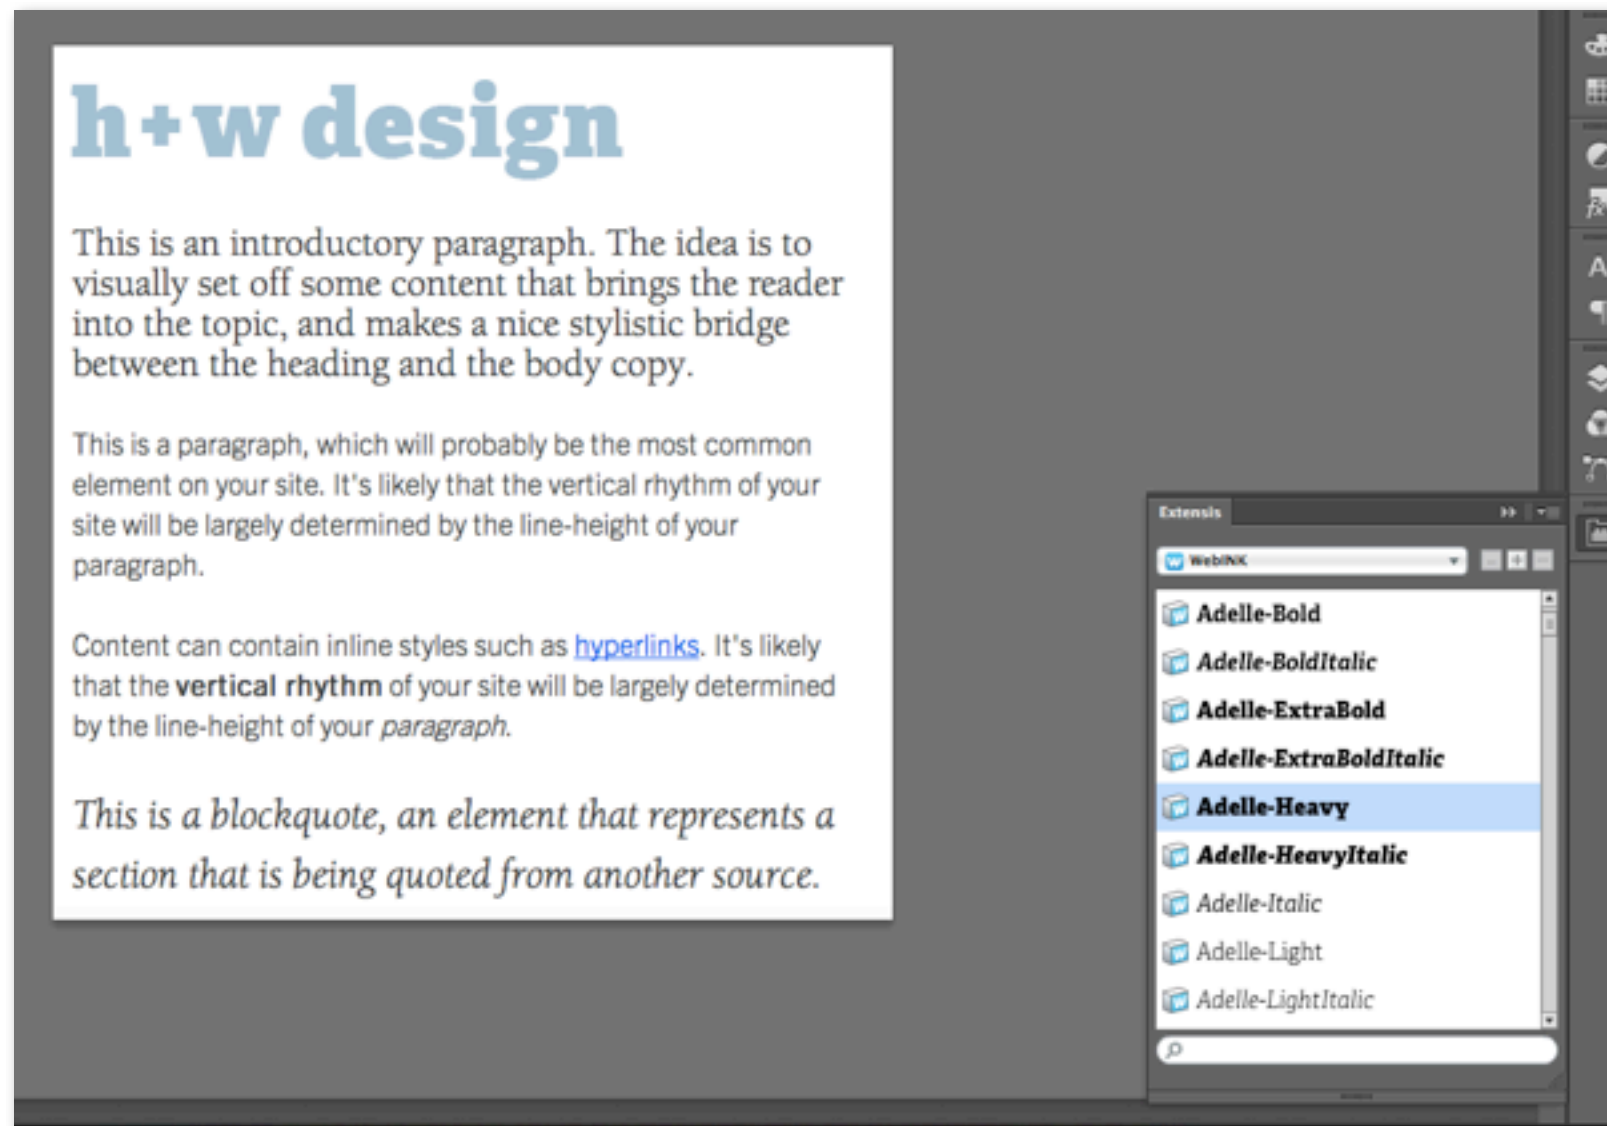 h+w design
This is an introductory paragraph. The idea is to
visually set off some content that brings the reader
into the topic, and makes a nice stylistic bridge
between the heading and the body copy.
This is a paragraph, which will probably be the most common
element on your site. It's likely that the vertical rhythm of your
site will be largely determined by the line-height of your
paragraph.
Content can contain inline styles such as hyperlinks. It's likely
that the vertical rhythm of your site will be largely determined
by the line-height of your paragraph.
This is a blockquote, an element that represents a
section that is being quoted from another source.
Extensis
WebINK
Adelle-Bold
Adelle-BoldItalic
Adelle-ExtraBold
Adelle-ExtraBoldItalic
Adelle-Heavy
Adelle-HeavyItalic
Adelle-Italic
Adelle-Light
Adelle-LightItalic